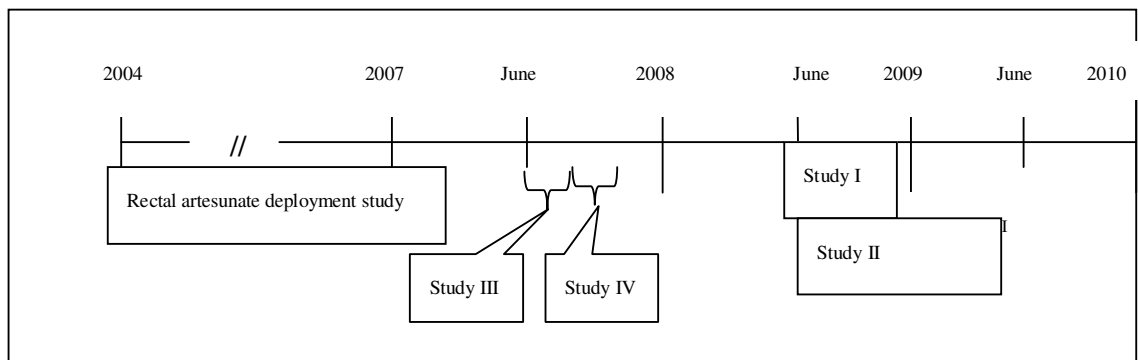 2004 2007 June 2008 June 2009 June 2010
//
Study I
Rectal artesunate deployment study
I
Study II
Study III Study IV